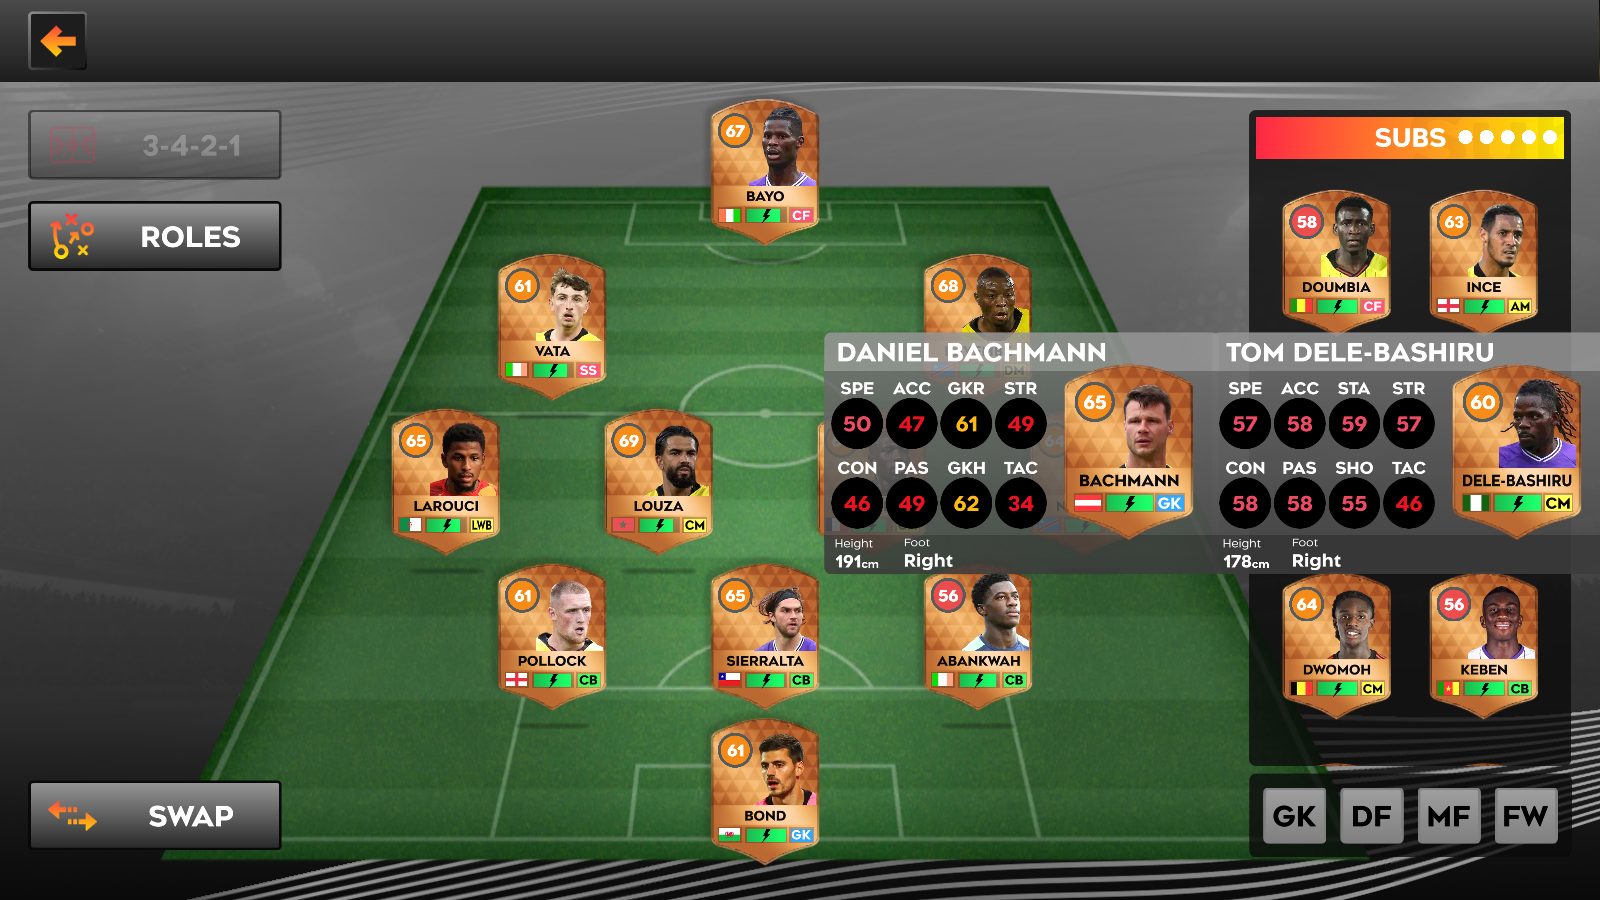 3-4-2-1
ROLES
67
BAYO
CF
61
VATA
SS
68
DM
65
LAROUCI
LWB
69
LOUZA
CM
64
61
POLLOCK
CB
65
SIERRALTA
CB
56
ABANKWAH
CB
61
BOND
GK
SWAP
SUBS
58
DOUMBIA
CF
63
INCE
AM
DANIEL BACHMANN
SPE ACC GKR STR
50 47 61 49
CON PAS GKH TAC
46 49 62 34
Height Foot
191cm Right
65
BACHMANN
GK
TOM DELE-BASHIRU
SPE ACC STA STR
57 58 59 57
CON PAS SHO TAC
58 58 55 46
Height Foot
178cm Right
60
DELE-BASHIRU
CM
64
DWOMOH
CM
56
KEBEN
CB
GK DF MF FW